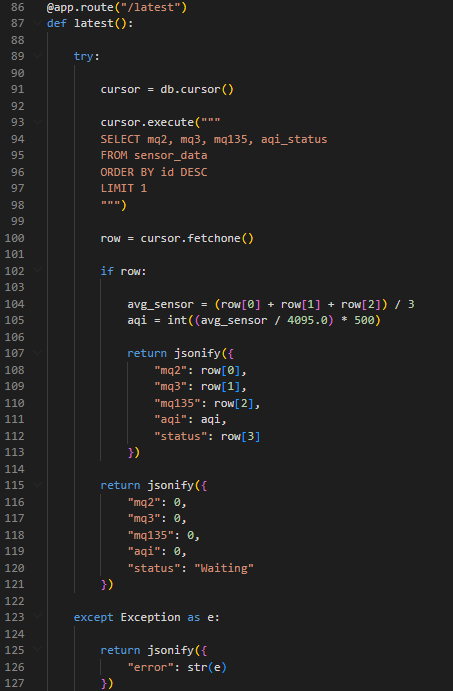 86 @app.route("/latest")
87 def latest():
88
89     try:
90
91         cursor = db.cursor()
92
93         cursor.execute("""
94         SELECT mq2, mq3, mq135, aqi_status
95         FROM sensor_data
96         ORDER BY id DESC
97         LIMIT 1
98         """)
99
100         row = cursor.fetchone()
101
102         if row:
103
104             avg_sensor = (row[0] + row[1] + row[2]) / 3
105             aqi = int((avg_sensor / 4095.0) * 500)
106
107             return jsonify({
108                 "mq2": row[0],
109                 "mq3": row[1],
110                 "mq135": row[2],
111                 "aqi": aqi,
112                 "status": row[3]
113             })
114
115         return jsonify({
116             "mq2": 0,
117             "mq3": 0,
118             "mq135": 0,
119             "aqi": 0,
120             "status": "Waiting"
121         })
122
123     except Exception as e:
124
125         return jsonify({
126             "error": str(e)
127         })